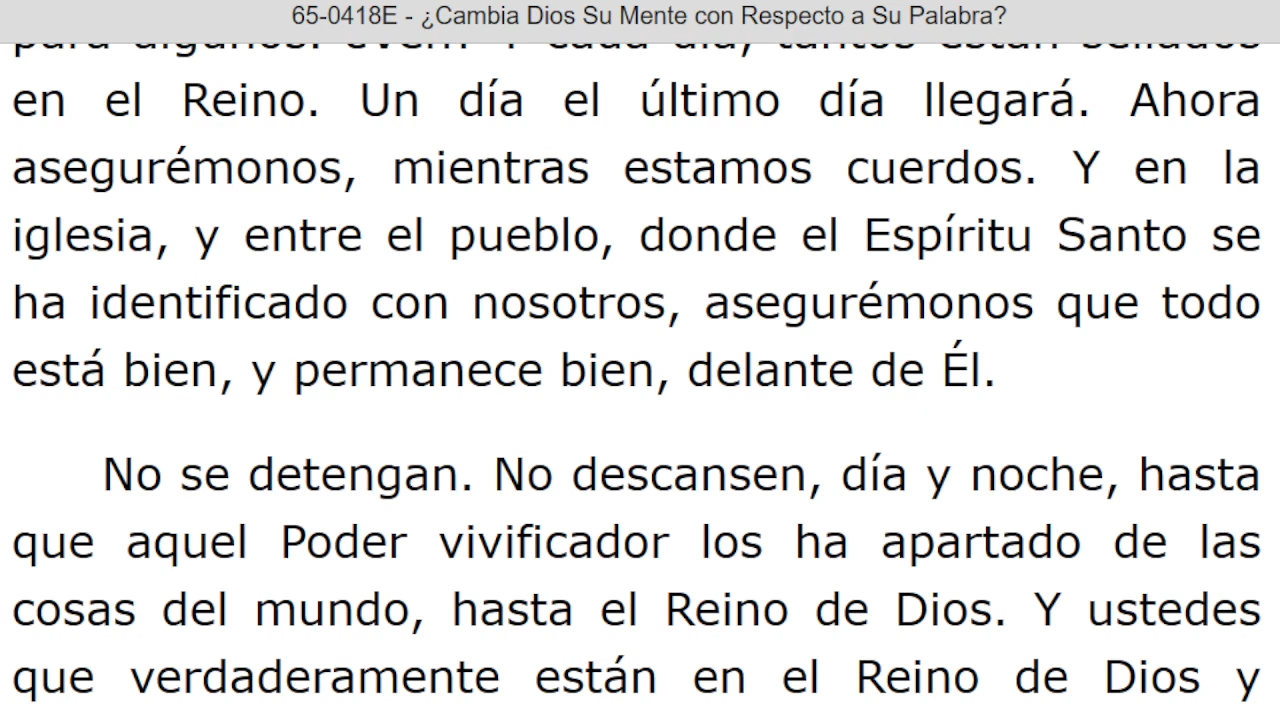 65-0418E - ¿Cambia Dios Su Mente con Respecto a Su Palabra?
en el Reino. Un día el último día llegará. Ahora
asegurémonos, mientras estamos cuerdos. Y en la
iglesia, y entre el pueblo, donde el Espíritu Santo se
ha identificado con nosotros, asegurémonos que todo
está bien, y permanece bien, delante de Él.
No se detengan. No descansen, día y noche, hasta
que aquel Poder vivificador los ha apartado de las
cosas del mundo, hasta el Reino de Dios. Y ustedes
que verdaderamente están en el Reino de Dios y